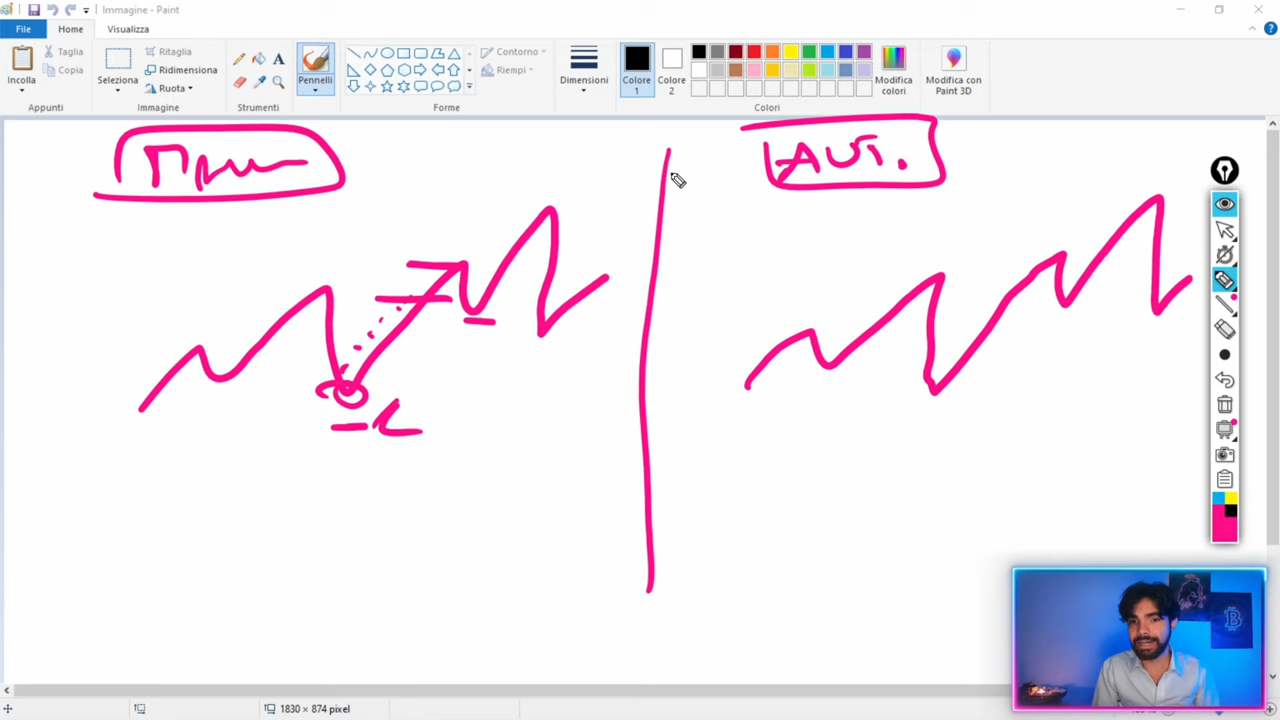 Immagine - Paint
File Home Visualizza
Incolla
Taglia
Copia
Appunti
Seleziona
Ritaglia
Ridimensiona
Ruota
Immagine
A
Strumenti
Pennelli
Contorno
Riempi
Forme
Dimensioni
Colore 1
Colore 2
Modifica colori
Colori
Modifica con Paint 3D
1830 × 874 pixel